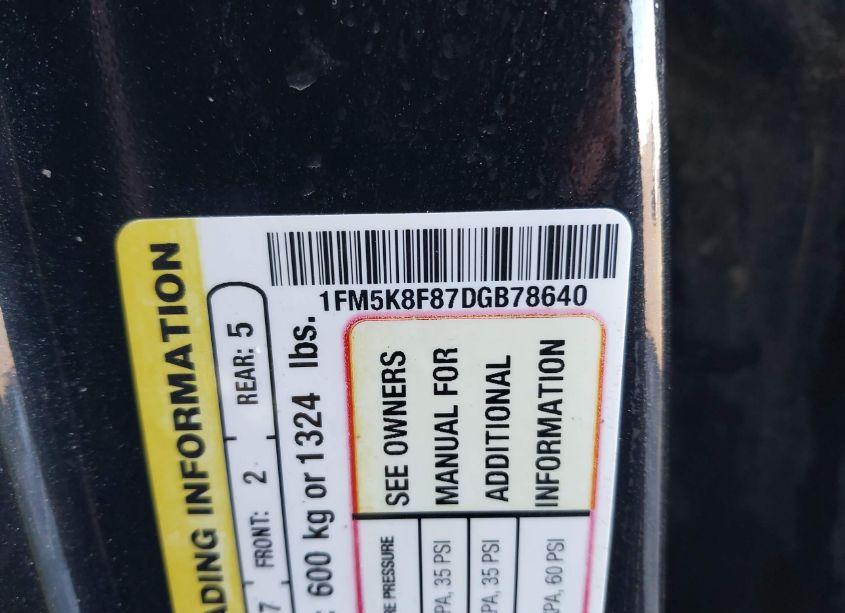 1FM5K8F87DGB78640
ADING INFORMATION
7 FRONT: 2 REAR: 5
600 kg or 1324 lbs.
SEE OWNERS
MANUAL FOR
ADDITIONAL
INFORMATION
RE PRESSURE
PA, 35 PSI
PA, 35 PSI
PA, 60 PSI